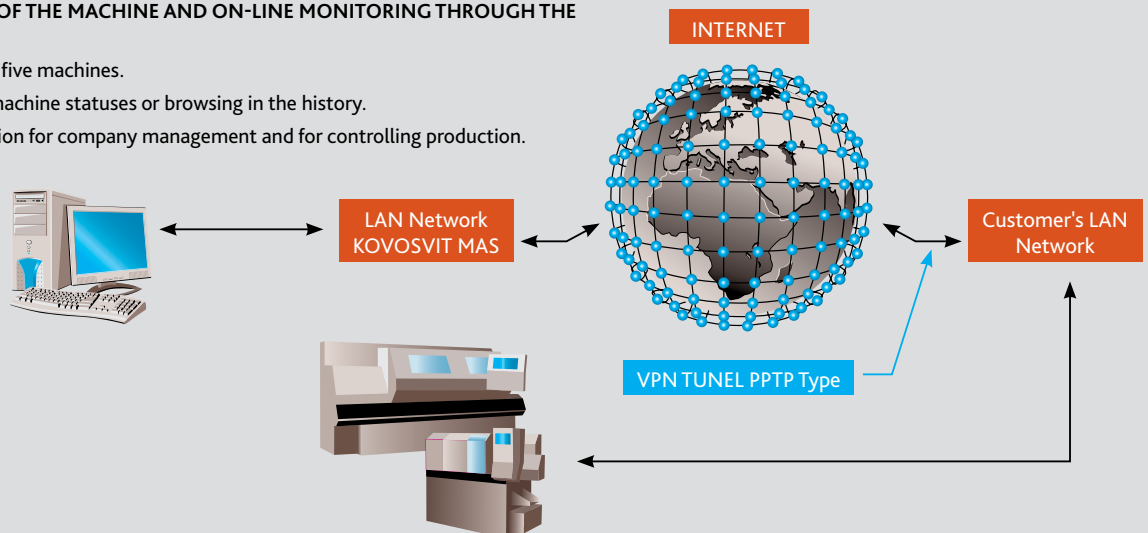 OF THE MACHINE AND ON-LINE MONITORING THROUGH THE
five machines.
machine statuses or browsing in the history.
tion for company management and for controlling production.
INTERNET
LAN Network
KOVOSVIT MAS
Customer's LAN
Network
VPN TUNEL PPTP Type